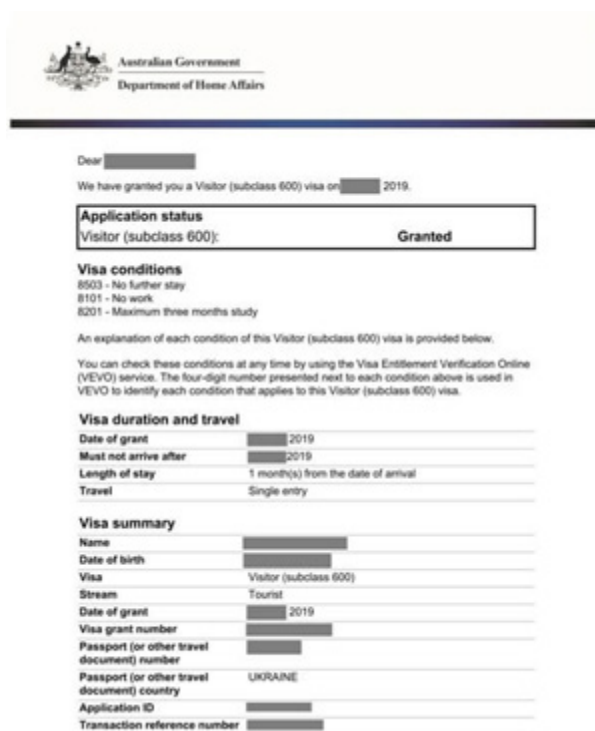 Australian Government
Department of Home Affairs
Dear
We have granted you a Visitor (subclass 600) visa on 2019.
Application status
Visitor (subclass 600): Granted
Visa conditions
8503 - No further stay
8101 - No work
8201 - Maximum three months study
An explanation of each condition of this Visitor (subclass 600) visa is provided below.
You can check these conditions at any time by using the Visa Entitlement Verification Online
(VEVO) service. The four-digit number presented next to each condition above is used in
VEVO to identify each condition that applies to this Visitor (subclass 600) visa.
Visa duration and travel
Date of grant 2019
Must not arrive after 2019
Length of stay 1 month(s) from the date of arrival
Travel Single entry
Visa summary
Name
Date of birth
Visa Visitor (subclass 600)
Stream Tourist
Date of grant 2019
Visa grant number
Passport (or other travel
document) number
Passport (or other travel UKRAINE
document) country
Application ID
Transaction reference number